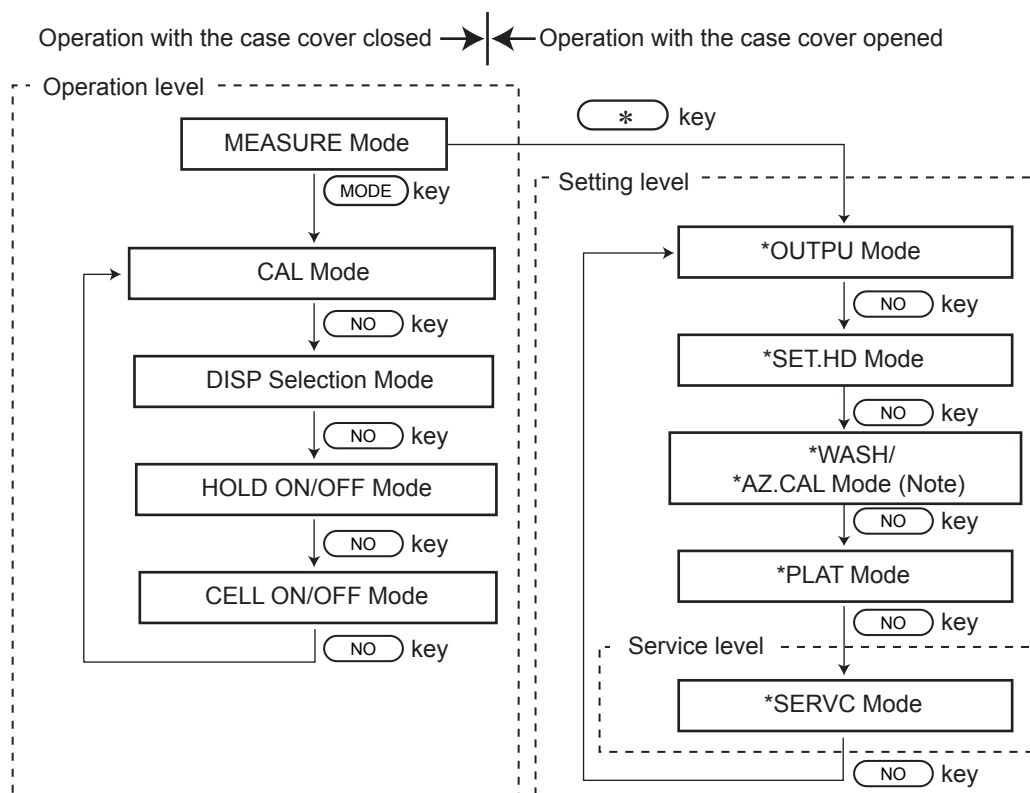 Operation with the case cover closed
Operation with the case cover opened
Operation level
MEASURE Mode
MODE key
CAL Mode
NO key
DISP Selection Mode
NO key
HOLD ON/OFF Mode
NO key
CELL ON/OFF Mode
NO key
* key
Setting level
*OUTPU Mode
NO key
*SET.HD Mode
NO key
*WASH/
*AZ.CAL Mode (Note)
NO key
*PLAT Mode
NO key
Service level
*SERVC Mode
NO key